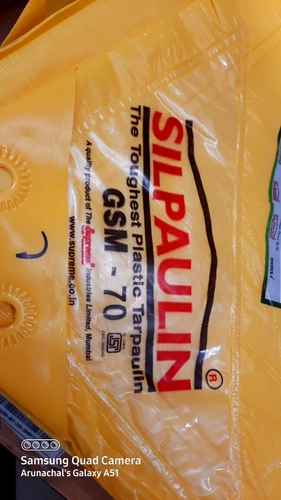 SILPAULIN®
The Toughest Plastic Tarpaulin
GSM - 70
A quality product of The Supreme® Industries Limited, Mumbai
www.supreme.co.in
Samsung Quad Camera
Arunachal's Galaxy A51